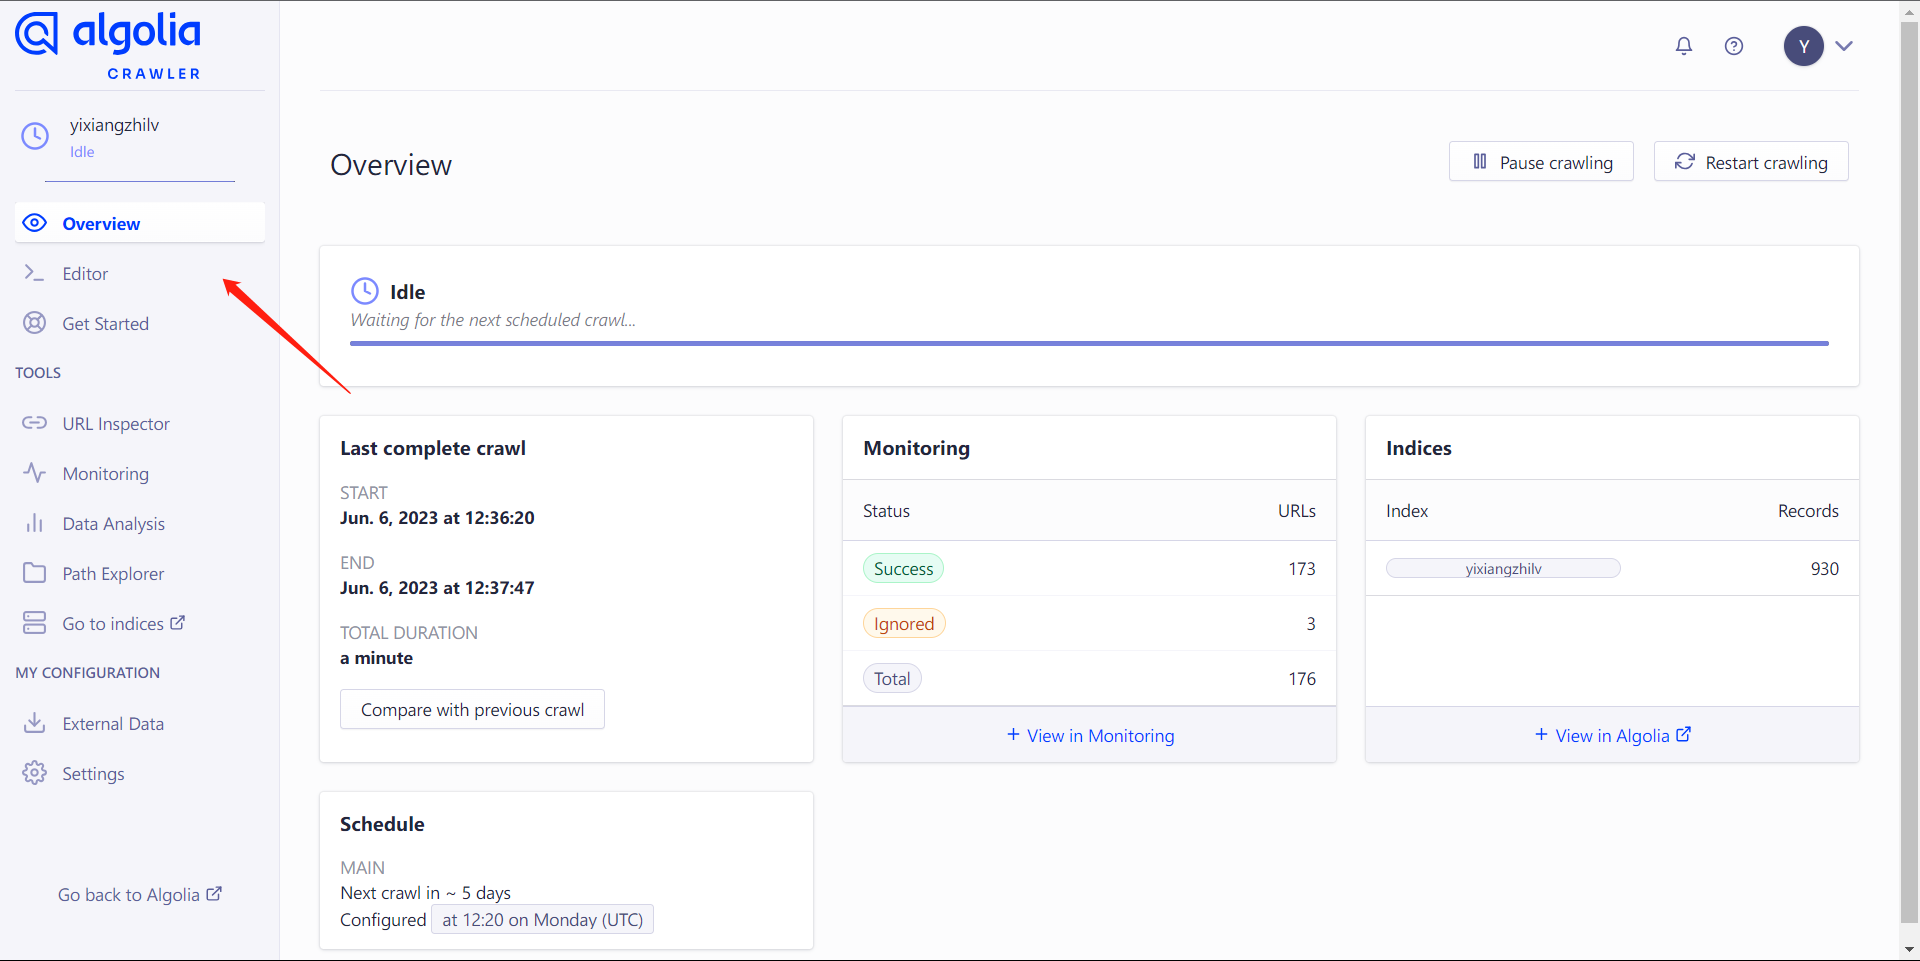 algolia
CRAWLER
yixiangzhilv
Idle
Overview
Editor
Get Started
TOOLS
URL Inspector
Monitoring
Data Analysis
Path Explorer
Go to indices
MY CONFIGURATION
External Data
Settings
Go back to Algolia
Y
Overview
Pause crawling
Restart crawling
Idle
Waiting for the next scheduled crawl...
Last complete crawl
START
Jun. 6, 2023 at 12:36:20
END
Jun. 6, 2023 at 12:37:47
TOTAL DURATION
a minute
Compare with previous crawl
Monitoring
Status URLs
Success 173
Ignored 3
Total 176
+ View in Monitoring
Indices
Index Records
yixiangzhilv 930
+ View in Algolia
Schedule
MAIN
Next crawl in ~ 5 days
Configured at 12:20 on Monday (UTC)